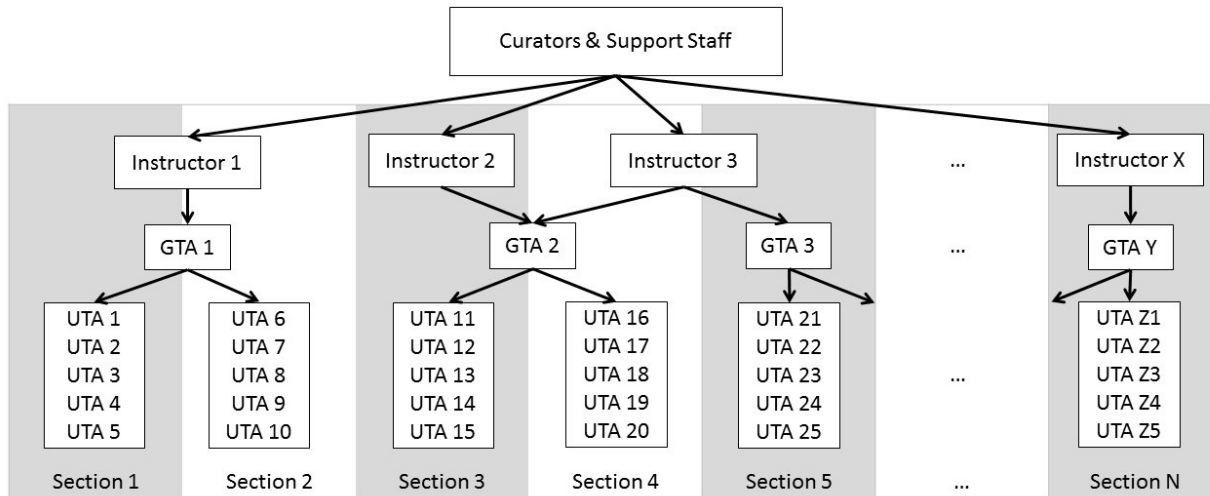 Curators & Support Staff
Instructor 1
Instructor 2
Instructor 3
...
Instructor X
GTA 1
GTA 2
GTA 3
...
GTA Y
UTA 1
UTA 2
UTA 3
UTA 4
UTA 5
UTA 6
UTA 7
UTA 8
UTA 9
UTA 10
UTA 11
UTA 12
UTA 13
UTA 14
UTA 15
UTA 16
UTA 17
UTA 18
UTA 19
UTA 20
UTA 21
UTA 22
UTA 23
UTA 24
UTA 25
...
UTA Z1
UTA Z2
UTA Z3
UTA Z4
UTA Z5
Section 1
Section 2
Section 3
Section 4
Section 5
...
Section N